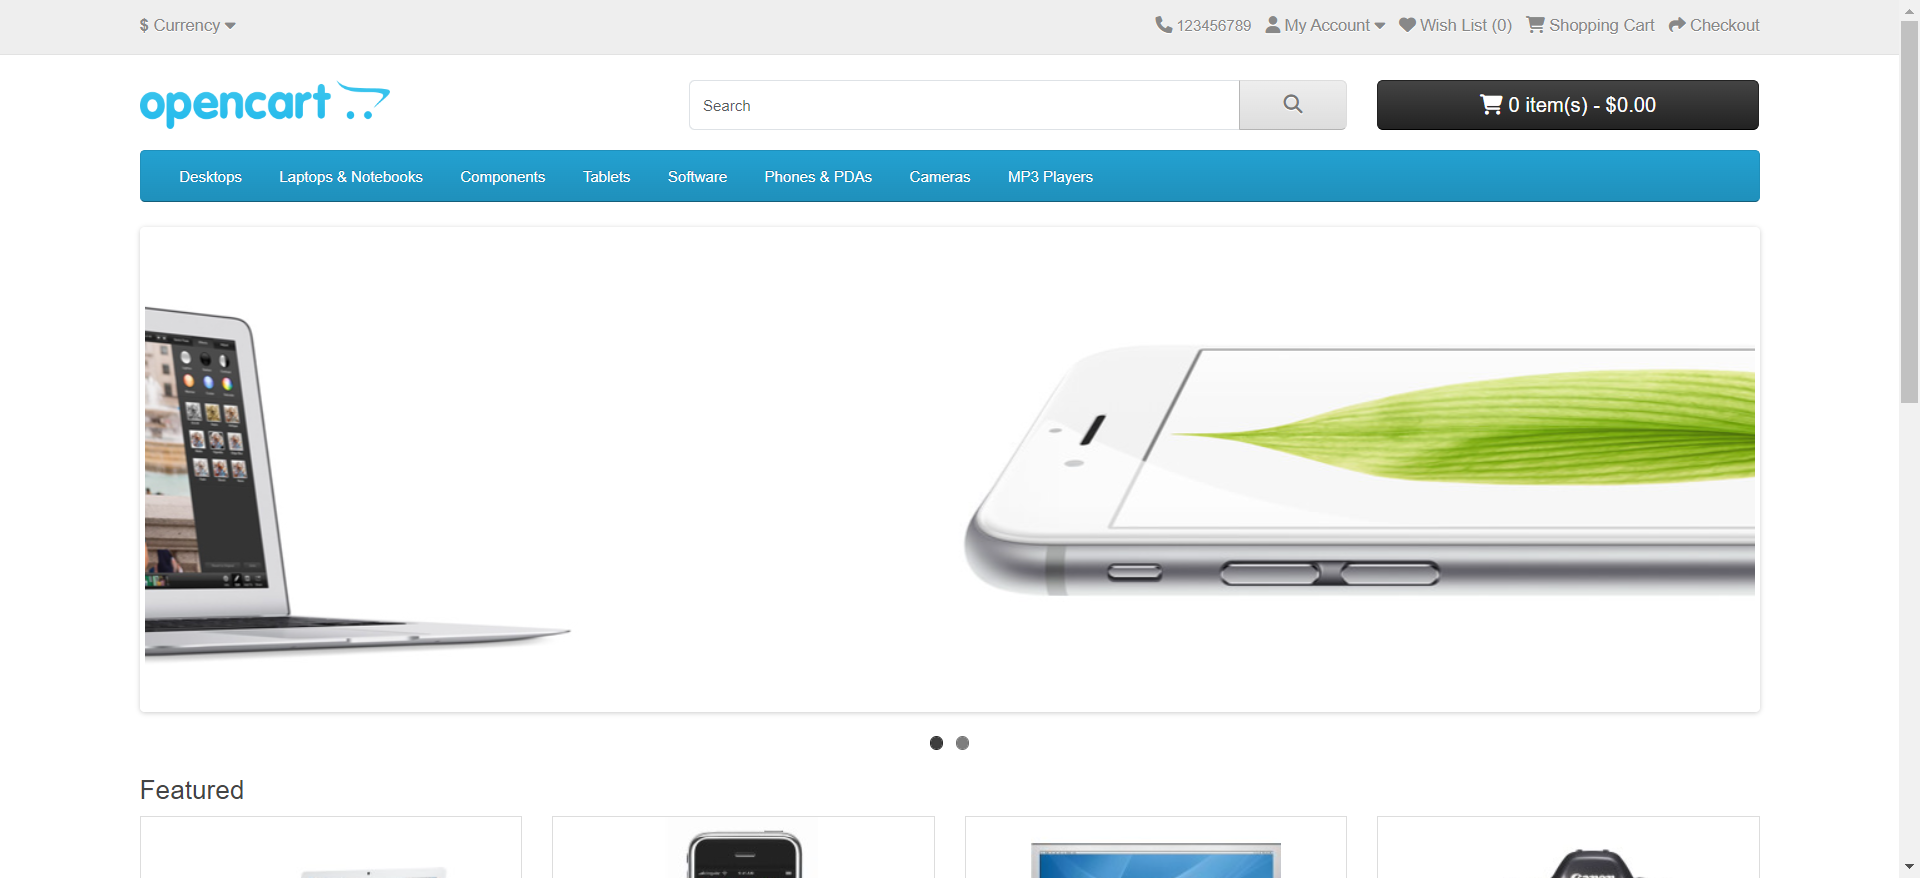 $ Currency
123456789 My Account Wish List (0) Shopping Cart Checkout
opencart
Search
0 item(s) - $0.00
Desktops Laptops & Notebooks Components Tablets Software Phones & PDAs Cameras MP3 Players
Featured
Canon